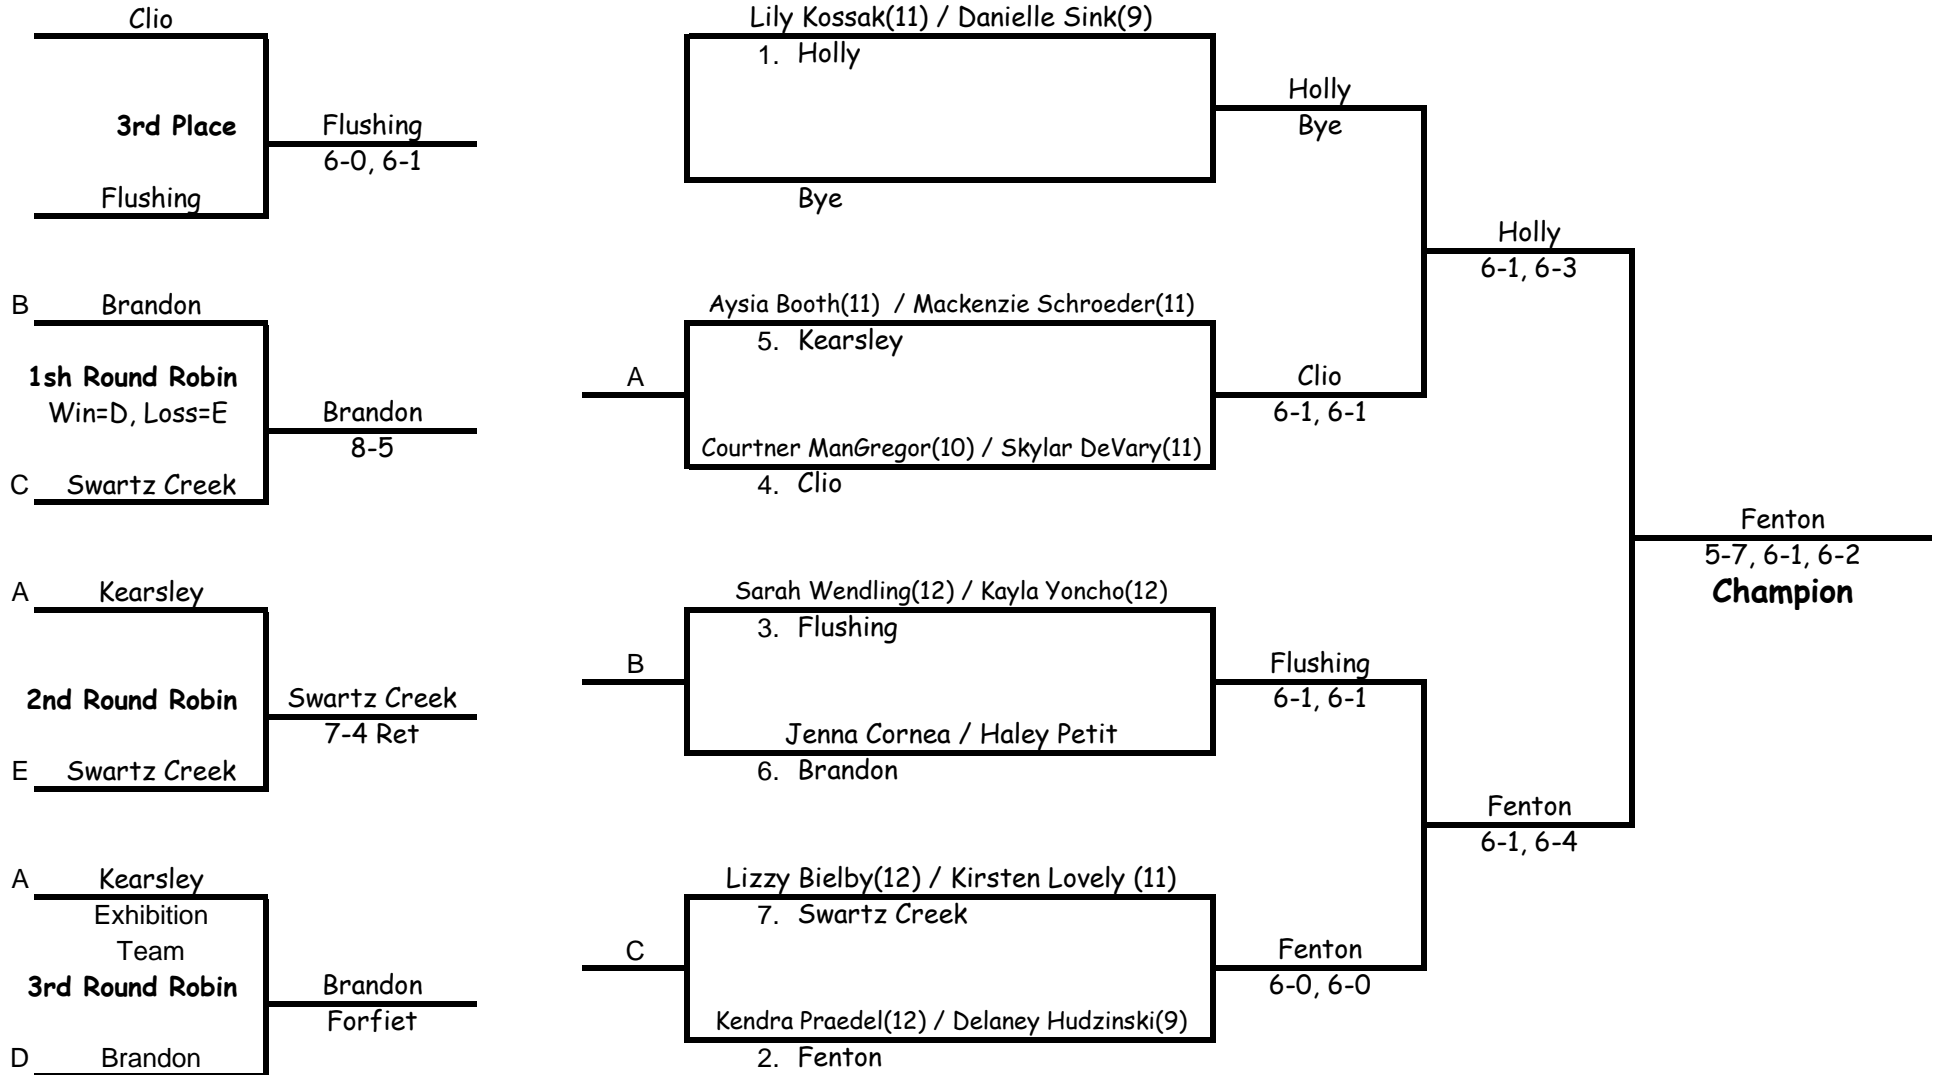 Clio
3rd Place
Flushing
6-0, 6-1
Flushing
B Brandon
1sh Round Robin
Win=D, Loss=E
Brandon
8-5
C Swartz Creek
A Kearsley
2nd Round Robin
Swartz Creek
7-4 Ret
E Swartz Creek
A Kearsley
Exhibition
Team
3rd Round Robin
Brandon
Forfiet
D Brandon
Lily Kossak(11) / Danielle Sink(9)
1. Holly
Bye
Holly
Bye
Aysia Booth(11) / Mackenzie Schroeder(11)
5. Kearsley
A
Courtner ManGregor(10) / Skylar DeVary(11)
4. Clio
Clio
6-1, 6-1
Holly
6-1, 6-3
Sarah Wendling(12) / Kayla Yoncho(12)
3. Flushing
B
Jenna Cornea / Haley Petit
6. Brandon
Flushing
6-1, 6-1
Lizzy Bielby(12) / Kirsten Lovely (11)
7. Swartz Creek
C
Kendra Praedel(12) / Delaney Hudzinski(9)
2. Fenton
Fenton
6-0, 6-0
Fenton
6-1, 6-4
Fenton
5-7, 6-1, 6-2
Champion